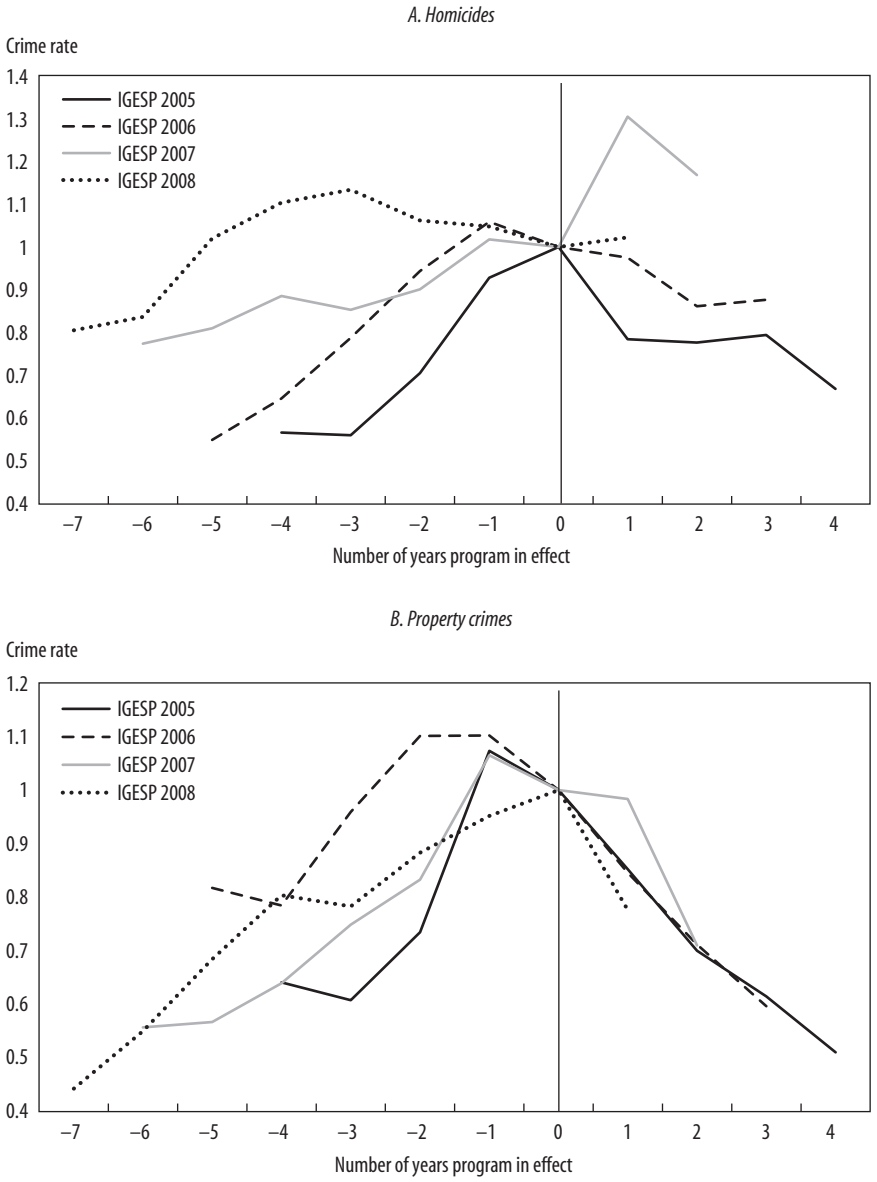 A. Homicides
Crime rate
1.4
1.3
1.2
1.1
1
0.9
0.8
0.7
0.6
0.5
0.4
IGESP 2005
IGESP 2006
IGESP 2007
IGESP 2008
–7 –6 –5 –4 –3 –2 –1 0 1 2 3 4
Number of years program in effect
B. Property crimes
Crime rate
1.2
1.1
1
0.9
0.8
0.7
0.6
0.5
0.4
IGESP 2005
IGESP 2006
IGESP 2007
IGESP 2008
–7 –6 –5 –4 –3 –2 –1 0 1 2 3 4
Number of years program in effect